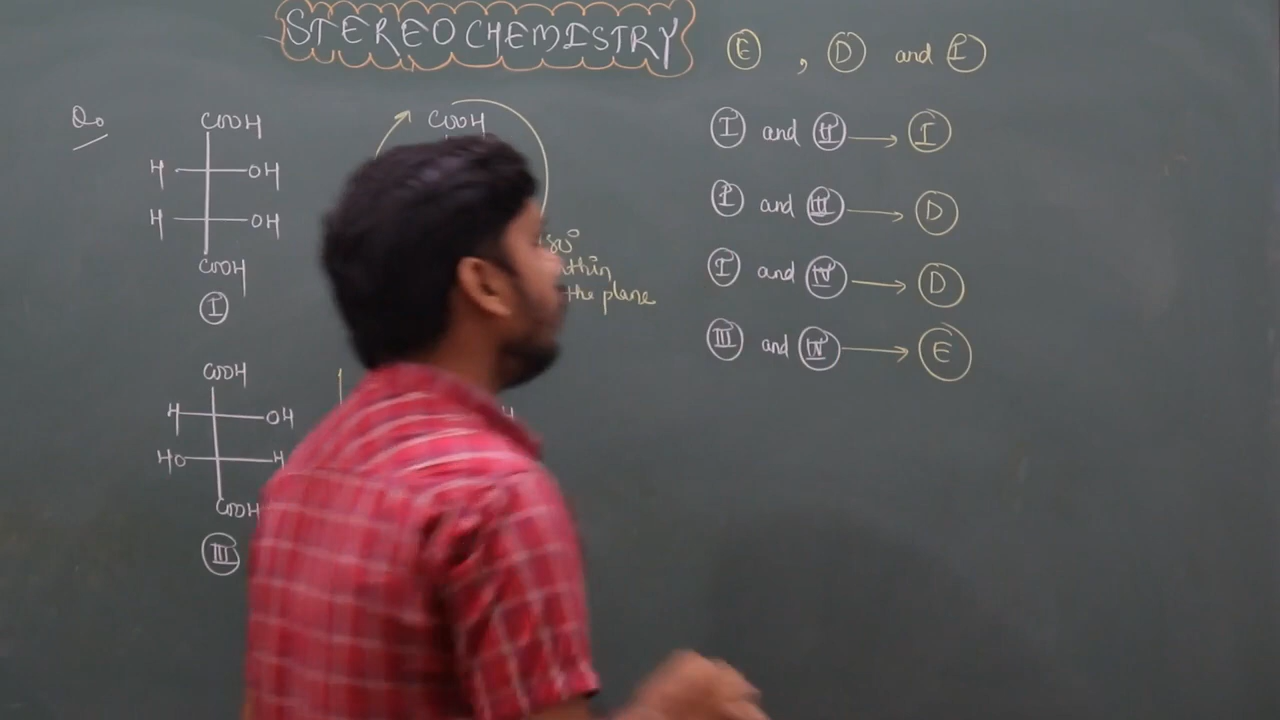 STEREOCHEMISTRY
E , D and I
Q.
COOH
H OH
H OH
COOH
I
COOH
180°
the plane
COOH
H OH
HO H
COOH
III
H
I and II → I
I and III → D
I and IV → D
III and IV → E